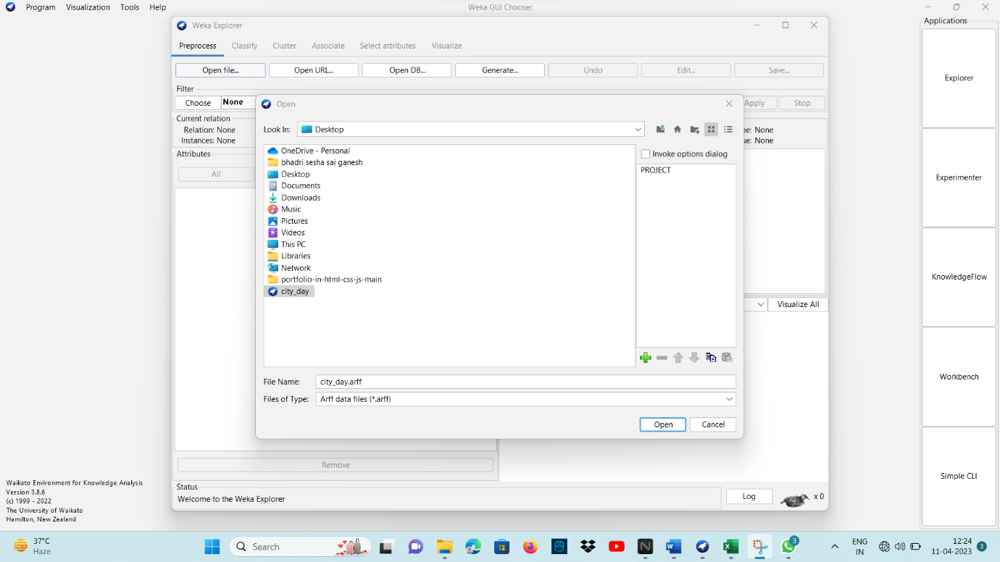 Program Visualization Tools Help
Weka GUI Chooser
Applications
Weka Explorer
Preprocess Classify Cluster Associate Select attributes Visualize
Open file... Open URL... Open DB... Generate... Undo Edit... Save...
Filter
Choose None Apply Stop
Current relation
Relation: None
Instances: None
pe: None
ue: None
Attributes
All
Open
Look In: Desktop
OneDrive - Personal
bhadri sesha sai ganesh
Desktop
Documents
Downloads
Music
Pictures
Videos
This PC
Libraries
Network
portfolio-in-html-css-js-main
city_day
Invoke options dialog
PROJECT
File Name: city_day.arff
Files of Type: Arff data files (*.arff)
Open Cancel
Visualize All
Remove
Status
Welcome to the Weka Explorer
Log x 0
Explorer
Experimenter
KnowledgeFlow
Workbench
Simple CLI
Waikato Environment for Knowledge Analysis
Version 3.8.6
(c) 1999 - 2022
The University of Waikato
Hamilton, New Zealand
37°C
Haze
Search
3
ENG
IN
12:24
11-04-2023
3